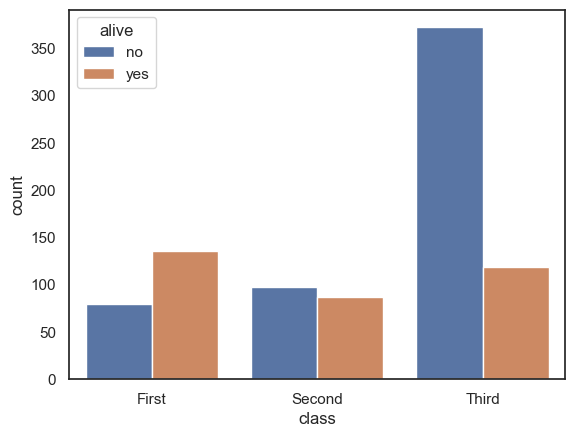 alive
no
yes
count
350
300
250
200
150
100
50
0
First Second Third
class